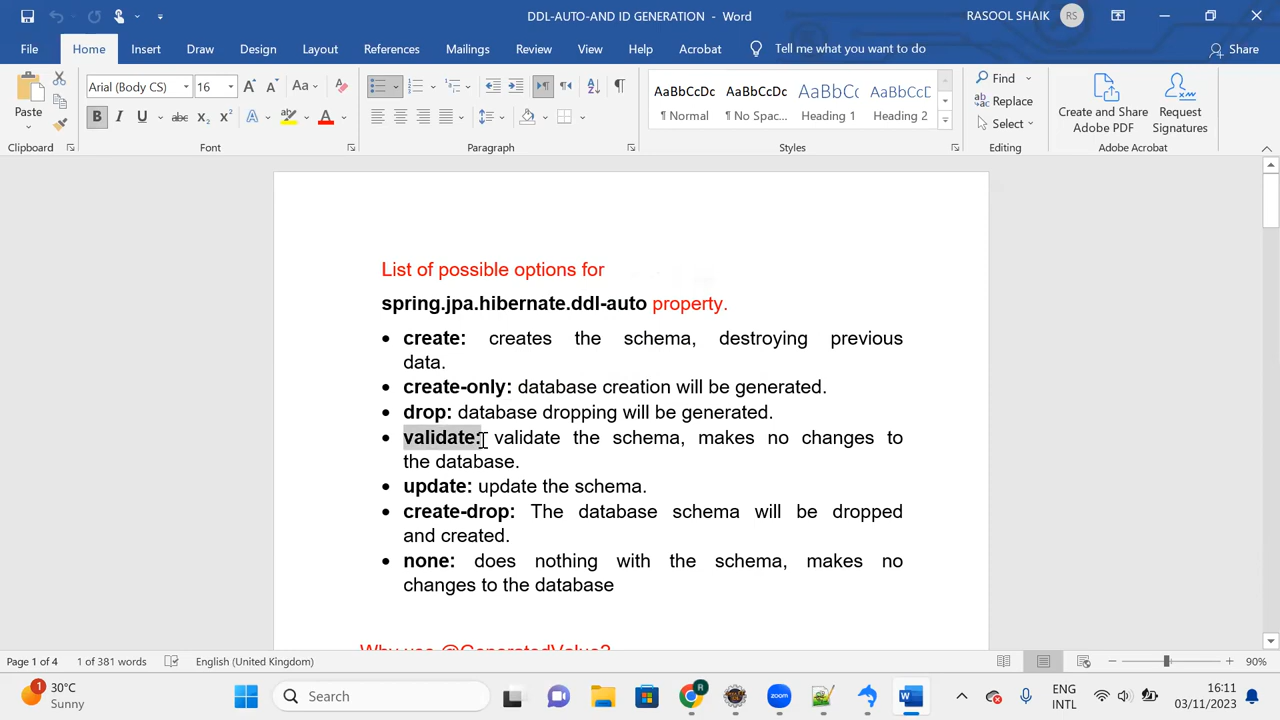 DDL-AUTO-AND ID GENERATION - Word
RASOOL SHAIK
RS
File
Home
Insert
Draw
Design
Layout
References
Mailings
Review
View
Help
Acrobat
Tell me what you want to do
Share
Paste
Clipboard
Arial (Body CS)
16
Font
Paragraph
AaBbCcDc
¶ Normal
AaBbCcDc
¶ No Spac...
AaBbCc
Heading 1
AaBbCcC
Heading 2
Styles
Find
Replace
Select
Editing
Create and Share
Adobe PDF
Request
Signatures
Adobe Acrobat
List of possible options for
spring.jpa.hibernate.ddl-auto property.
• create: creates the schema, destroying previous
data.
• create-only: database creation will be generated.
• drop: database dropping will be generated.
• validate: validate the schema, makes no changes to
the database.
• update: update the schema.
• create-drop: The database schema will be dropped
and created.
• none: does nothing with the schema, makes no
changes to the database
Why use @GeneratedValue?
Page 1 of 4
1 of 381 words
English (United Kingdom)
90%
1
30°C
Sunny
Search
ENG
INTL
16:11
03/11/2023